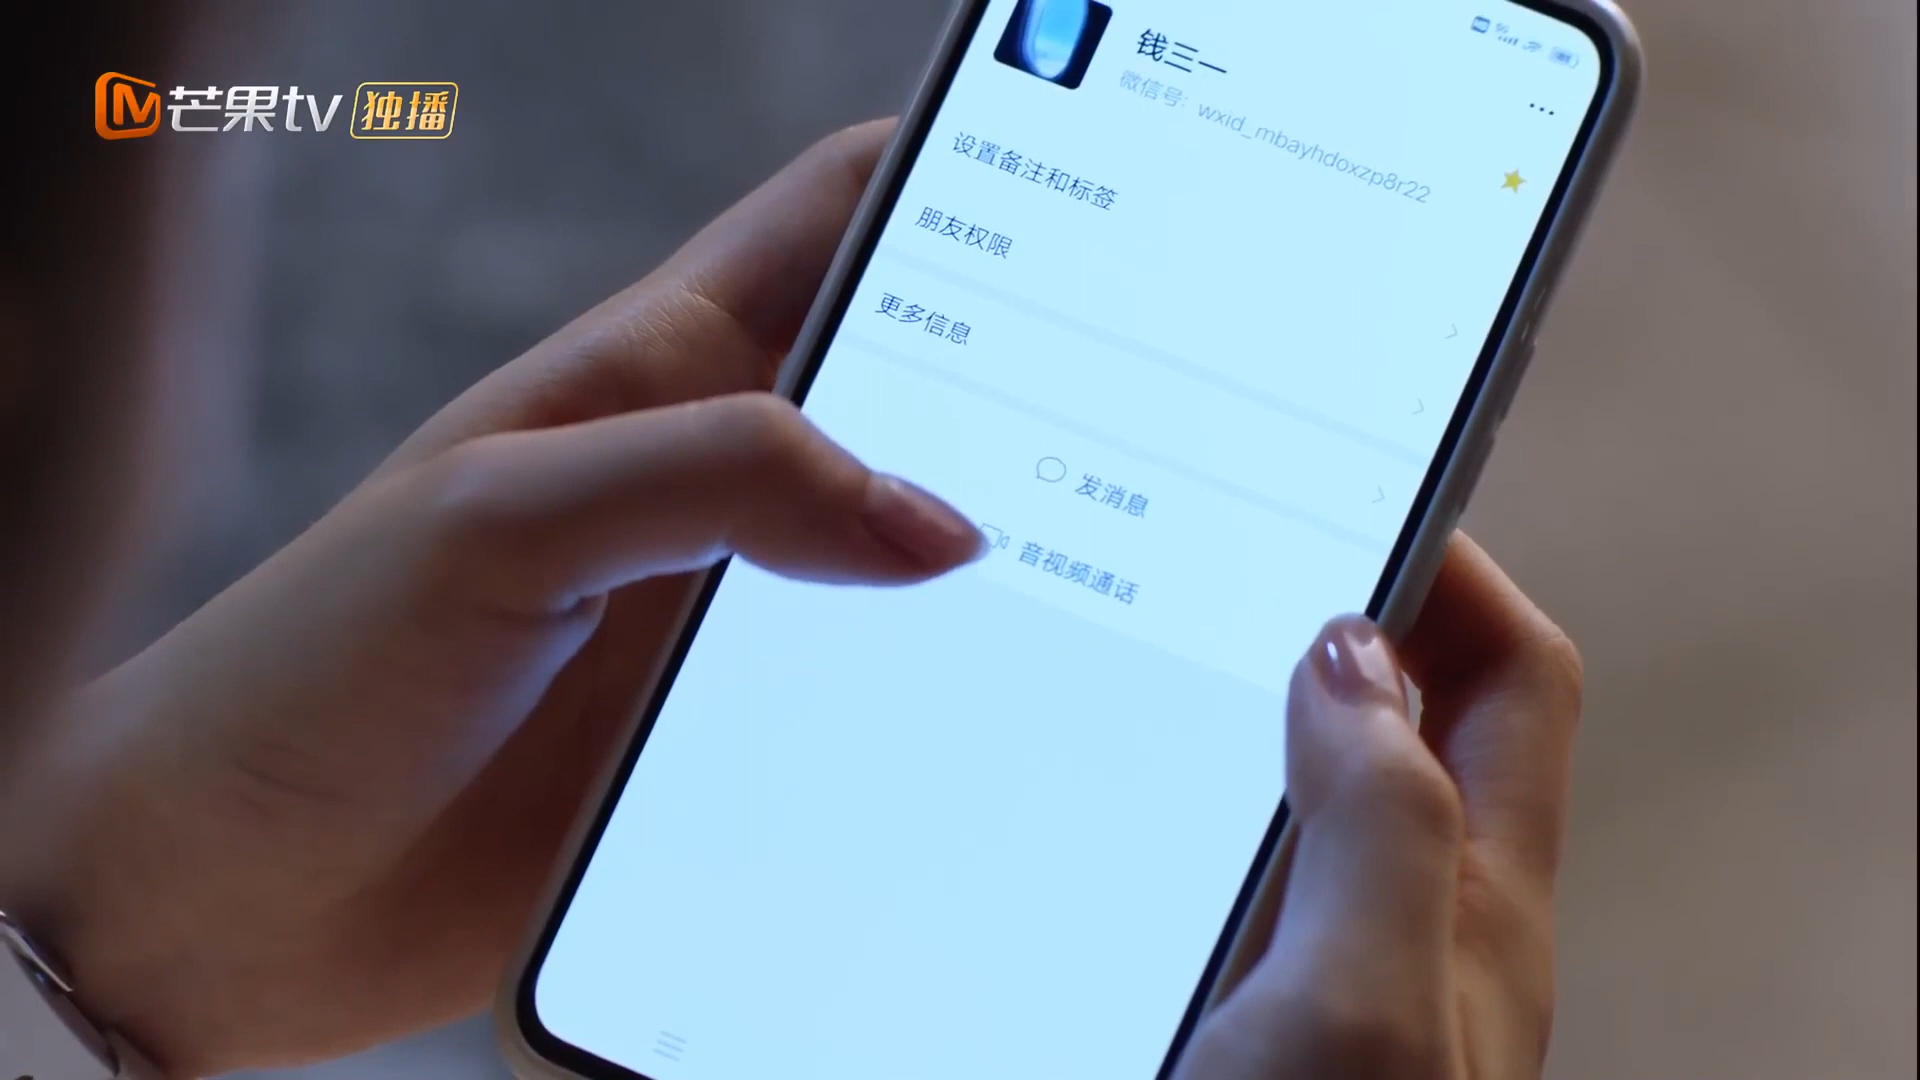 芒果tv 独播
钱三一
微信号: wxid_mbayhdoxzp8r22
设置备注和标签
朋友权限
更多信息
发消息
音视频通话